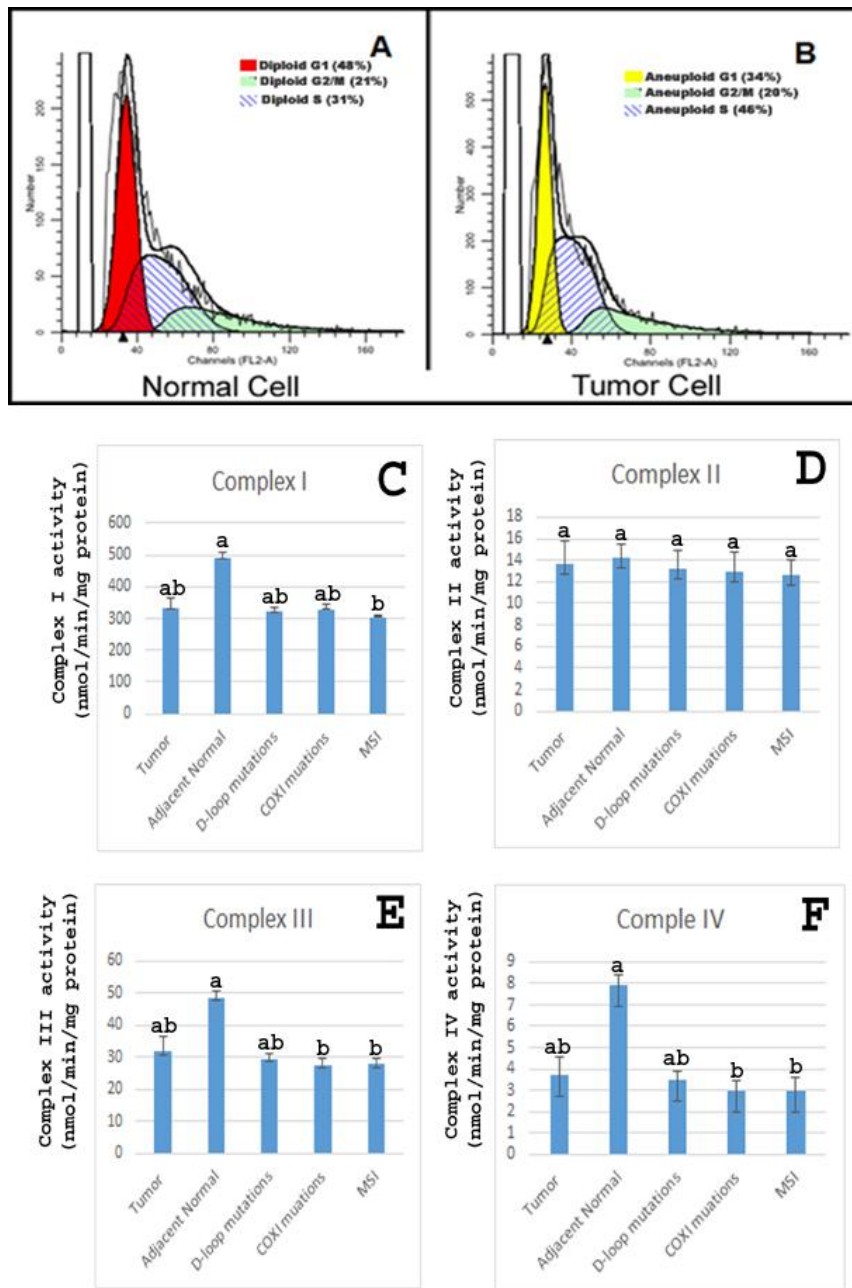 A
Diploid G1 (48%)
Diploid G2/M (21%)
Diploid S (31%)
Number
200
150
100
50
0
0 40 80 120 160
Channels (FL2-A)
Normal Cell
B
Aneuploid G1 (34%)
Aneuploid G2/M (20%)
Aneuploid S (46%)
Number
500
400
300
200
100
0
0 40 80 120 160
Channels (FL2-A)
Tumor Cell
C
Complex I
Complex I activity
(nmol/min/mg protein)
600
500
400
300
200
100
0
ab a ab ab b
Tumor
Adjacent Normal
D-loop mutations
COXI muations
MSI
D
Complex II
Complex II activity
(nmol/min/mg protein)
18
16
14
12
10
8
6
4
2
0
a a a a a
Tumor
Adjacent Normal
D-loop mutations
COXI muations
MSI
E
Complex III
Complex III activity
(nmol/min/mg protein)
60
50
40
30
20
10
0
ab a ab b b
Tumor
Adjacent Normal
D-loop mutations
COXI muations
MSI
F
Comple IV
Complex IV activity
(nmol/min/mg protein)
9
8
7
6
5
4
3
2
1
0
ab a ab b b
Tumor
Adjacent Normal
D-loop mutations
COXI muations
MSI